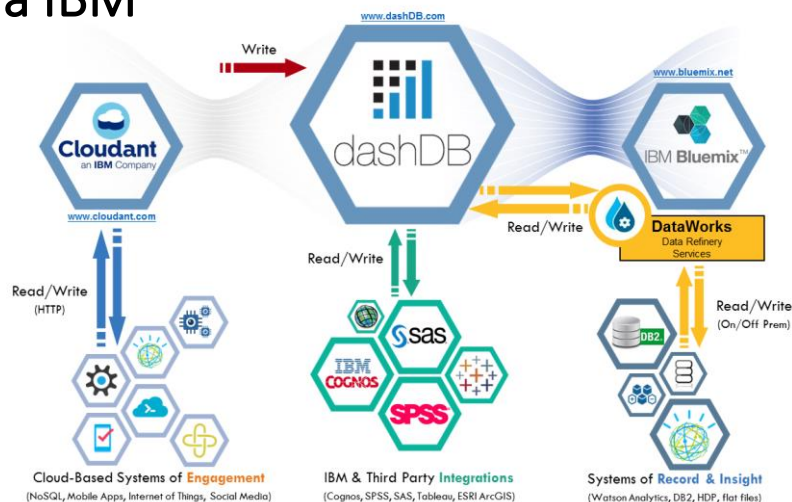 a IBM
www.dashDB.com
Write
www.bluemix.net
Cloudant
an IBM Company
dashDB
IBM Bluemix™
www.cloudant.com
Read/Write
DataWorks
Data Refinery
Services
Read/Write
Read/Write
(HTTP)
Read/Write
(On/Off Prem)
sas
DB2.
IBM
COGNOS
SPSS
Cloud-Based Systems of Engagement
(NoSQL, Mobile Apps, Internet of Things, Social Media)
IBM & Third Party Integrations
(Cognos, SPSS, SAS, Tableau, ESRI ArcGIS)
Systems of Record & Insight
(Watson Analytics, DB2, HDP, flat files)